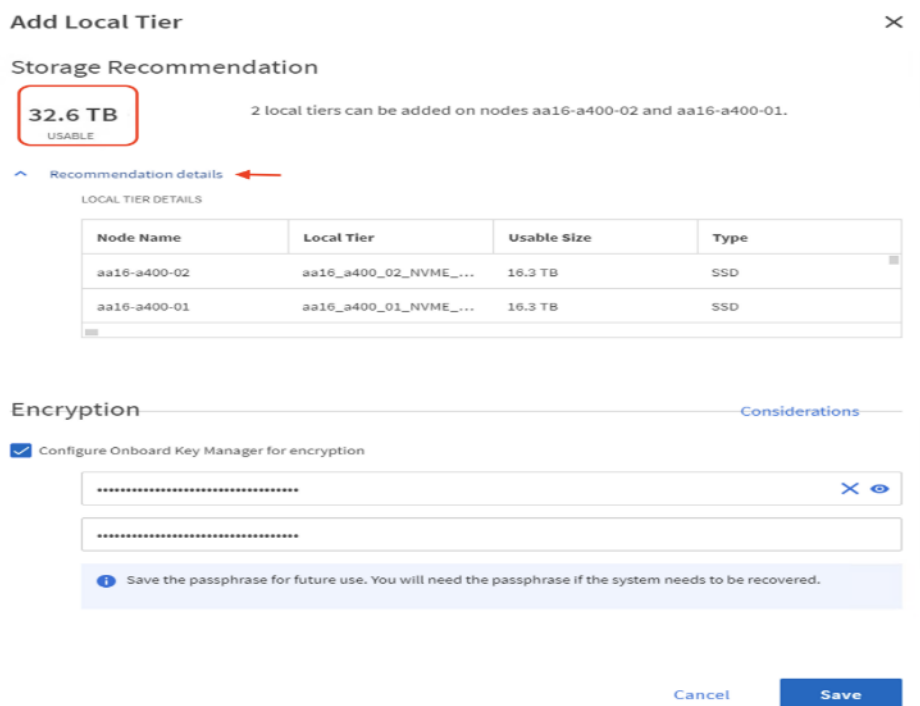 Add Local Tier
Storage Recommendation
32.6 TB
USABLE
2 local tiers can be added on nodes aa16-a400-02 and aa16-a400-01.
Recommendation details
LOCAL TIER DETAILS
Node Name Local Tier Usable Size Type
aa16-a400-02 aa16_a400_02_NVME_... 16.3 TB SSD
aa16-a400-01 aa16_a400_01_NVME_... 16.3 TB SSD
Encryption Considerations
Configure Onboard Key Manager for encryption
Save the passphrase for future use. You will need the passphrase if the system needs to be recovered.
Cancel Save